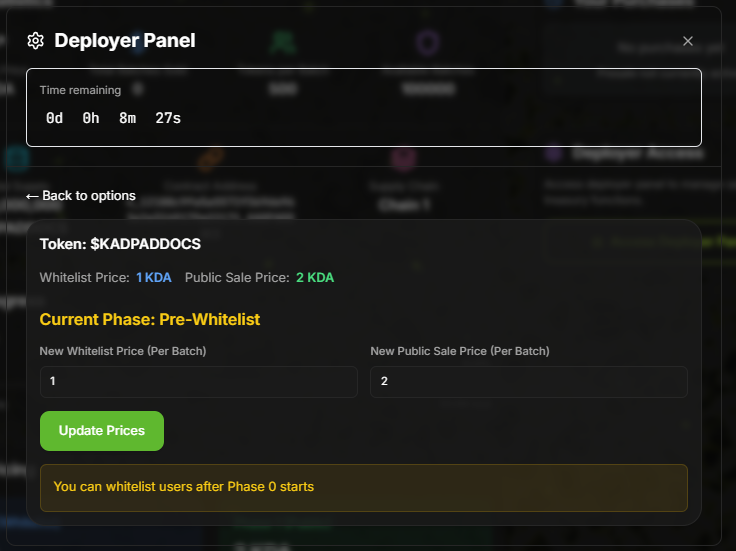 Deployer Panel
Time remaining
0d 0h 8m 27s
← Back to options
Token: $KADPADDOCS
Whitelist Price: 1 KDA Public Sale Price: 2 KDA
Current Phase: Pre-Whitelist
New Whitelist Price (Per Batch) New Public Sale Price (Per Batch)
1 2
Update Prices
You can whitelist users after Phase 0 starts